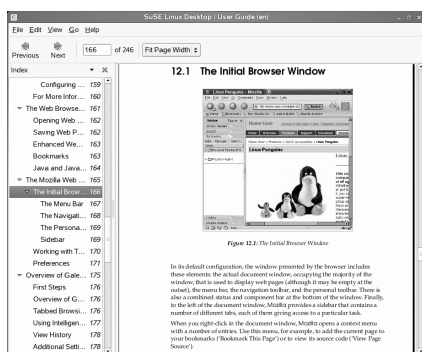 SuSE Linux Desktop / User Guide (en)
File Edit View Go Help
Previous Next 166 of 246 Fit Page Width
Index
Configuring ... 159
For More Infor... 160
The Web Browse... 161
Opening Web ... 162
Saving Web P... 162
Enhanced We... 163
Bookmarks 163
Java and Java... 164
The Mozilla Web ... 165
The Initial Brow... 166
The Menu Bar 167
The Navigati... 168
The Persona... 169
Sidebar 169
Working with T... 170
Preferences 171
Overview of Gale... 175
First Steps 176
Overview of G... 176
Tabbed Browsi... 176
Using Intelligen... 177
View History 178
Additional Setti... 178
12.1 The Initial Browser Window
Linux Penguins - Mozilla
Home User
Linux Penguins
Figure 12.1: The Initial Browser Window
In its default configuration, the window presented by the browser includes
these elements: the actual document window, occupying the majority of the
window, that is used to display web pages (although it may be empty at the
outset), the menu bar, the navigation bar, and the personal toolbar. There is
also a combined status and component bar at the bottom of the window. Finally,
to the left of the document window, Mozilla provides a sidebar that contains a
number of different tabs, each of them giving access to a particular task.
When you right-click in the document window, Mozilla opens a context menu
with a number of entries. Use this menu, for example, to add the current page to
your bookmarks ('Bookmark This Page') or to view its source code ('View Page
Source').